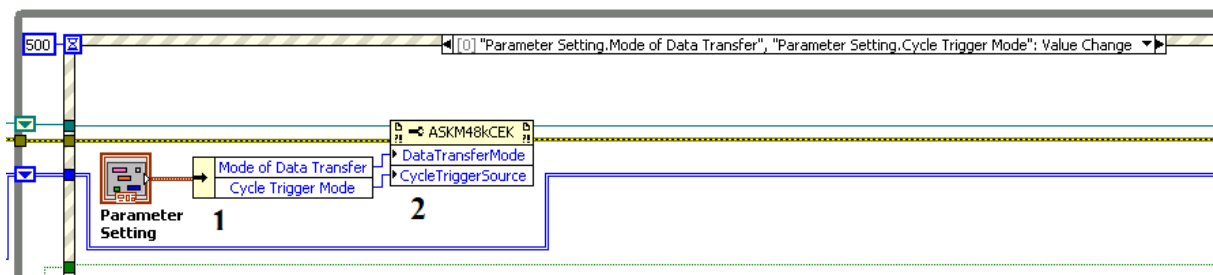 500
[0] "Parameter Setting.Mode of Data Transfer", "Parameter Setting.Cycle Trigger Mode": Value Change
ASKM48kCEK
Mode of Data Transfer
DataTransferMode
Cycle Trigger Mode
CycleTriggerSource
Parameter
Setting
1
2